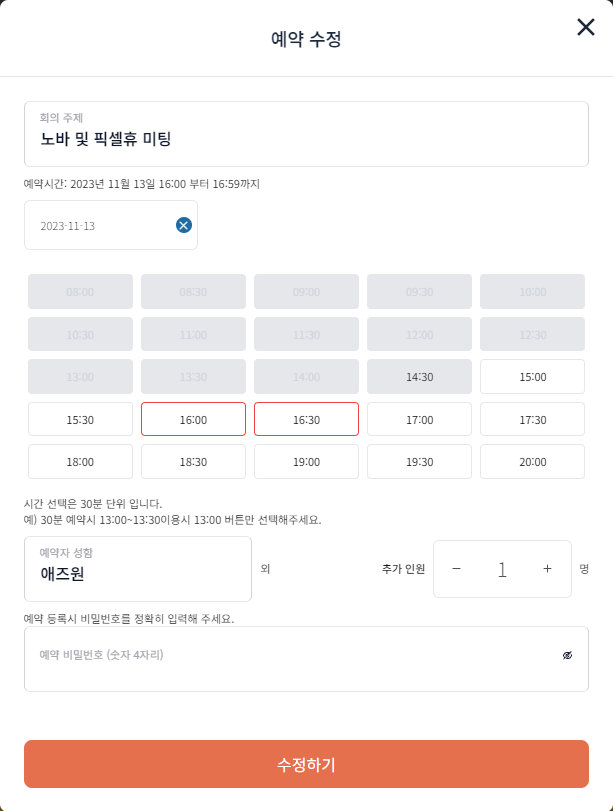 예약 수정
회의 주제
노바 및 픽셀휴 미팅
예약시간: 2023년 11월 13일 16:00 부터 16:59까지
2023-11-13
08:00 08:30 09:00 09:30 10:00
10:30 11:00 11:30 12:00 12:30
13:00 13:30 14:00 14:30 15:00
15:30 16:00 16:30 17:00 17:30
18:00 18:30 19:00 19:30 20:00
시간 선택은 30분 단위 입니다.
예) 30분 예약시 13:00~13:30이용시 13:00 버튼만 선택해주세요.
예약자 성함
애즈원 외 추가 인원 − 1 + 명
예약 등록시 비밀번호를 정확히 입력해 주세요.
예약 비밀번호 (숫자 4자리)
수정하기